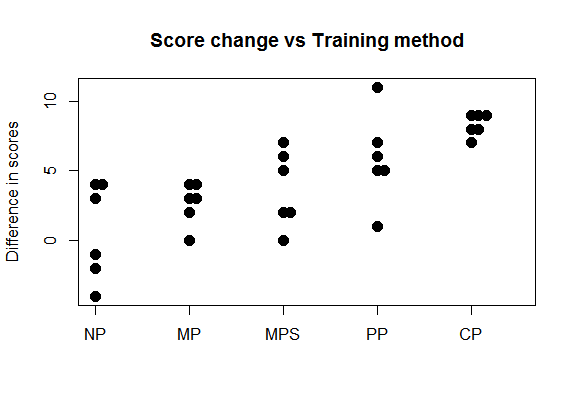 Score change vs Training method
Difference in scores
10
5
0
NP MP MPS PP CP